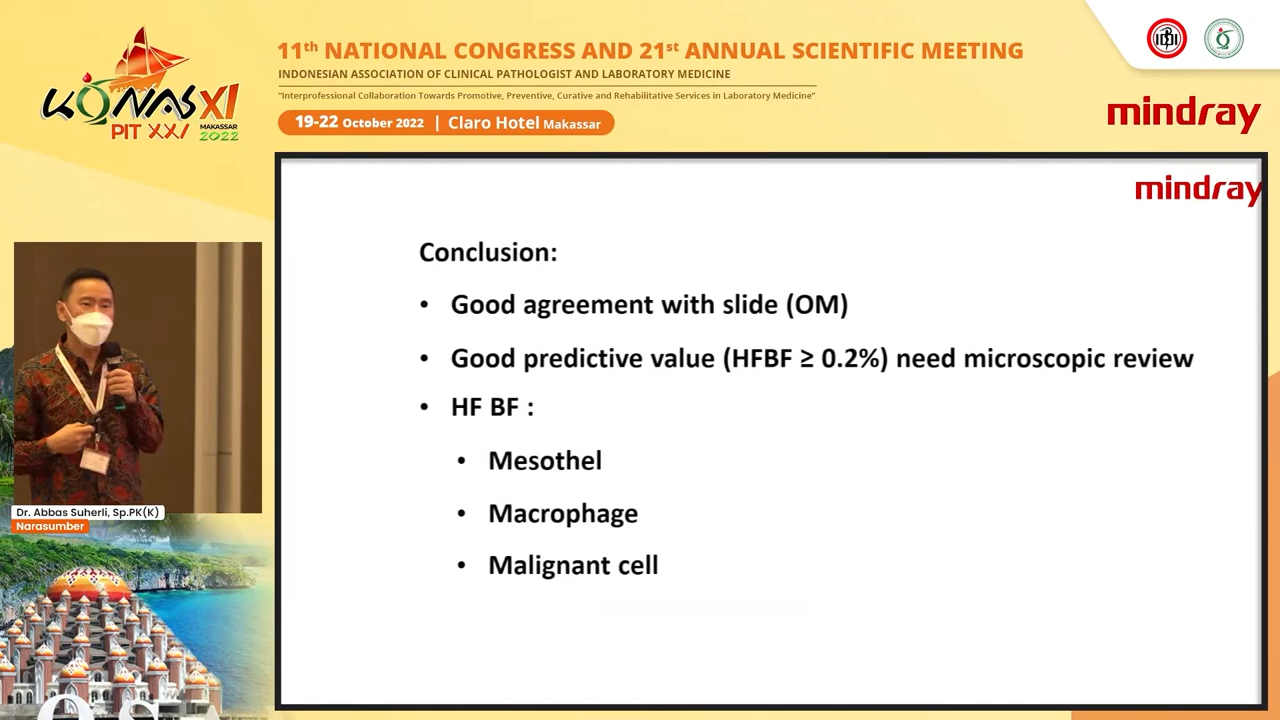 11th NATIONAL CONGRESS AND 21st ANNUAL SCIENTIFIC MEETING
INDONESIAN ASSOCIATION OF CLINICAL PATHOLOGIST AND LABORATORY MEDICINE
"Interprofessional Collaboration Towards Promotive, Preventive, Curative and Rehabilitative Services in Laboratory Medicine"
19-22 October 2022 | Claro Hotel Makassar
KONAS XI
PIT XXI
MAKASSAR
2022
mindray
mindray
Conclusion:
• Good agreement with slide (OM)
• Good predictive value (HFBF ≥ 0.2%) need microscopic review
• HF BF :
• Mesothel
• Macrophage
• Malignant cell
Dr. Abbas Suherli, Sp.PK(K)
Narasumber